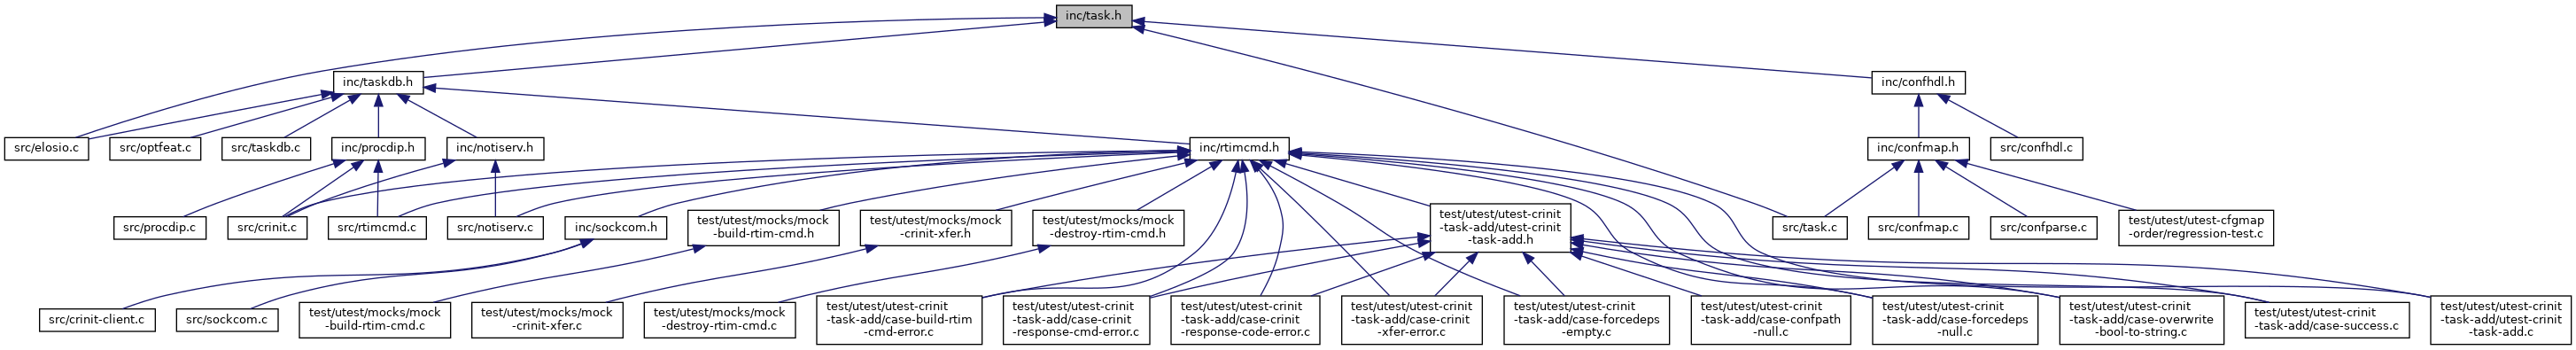 inc/task.h
inc/taskdb.h
inc/confhdl.h
src/elosio.c
src/optfeat.c
src/taskdb.c
inc/procdip.h
inc/notiserv.h
inc/rtimcmd.h
inc/confmap.h
src/confhdl.c
src/procdip.c
src/crinit.c
src/rtimcmd.c
src/notiserv.c
inc/sockcom.h
test/utest/mocks/mock
-build-rtim-cmd.h
test/utest/mocks/mock
-crinit-xfer.h
test/utest/mocks/mock
-destroy-rtim-cmd.h
test/utest/utest-crinit
-task-add/utest-crinit
-task-add.h
src/task.c
src/confmap.c
src/confparse.c
test/utest/utest-cfgmap
-order/regression-test.c
src/crinit-client.c
src/sockcom.c
test/utest/mocks/mock
-build-rtim-cmd.c
test/utest/mocks/mock
-crinit-xfer.c
test/utest/mocks/mock
-destroy-rtim-cmd.c
test/utest/utest-crinit
-task-add/case-build-rtim
-cmd-error.c
test/utest/utest-crinit
-task-add/case-crinit
-response-cmd-error.c
test/utest/utest-crinit
-task-add/case-crinit
-response-code-error.c
test/utest/utest-crinit
-task-add/case-crinit
-xfer-error.c
test/utest/utest-crinit
-task-add/case-forcedeps
-empty.c
test/utest/utest-crinit
-task-add/case-confpath
-null.c
test/utest/utest-crinit
-task-add/case-forcedeps
-null.c
test/utest/utest-crinit
-task-add/case-overwrite
-bool-to-string.c
test/utest/utest-crinit
-task-add/case-success.c
test/utest/utest-crinit
-task-add/utest-crinit
-task-add.c